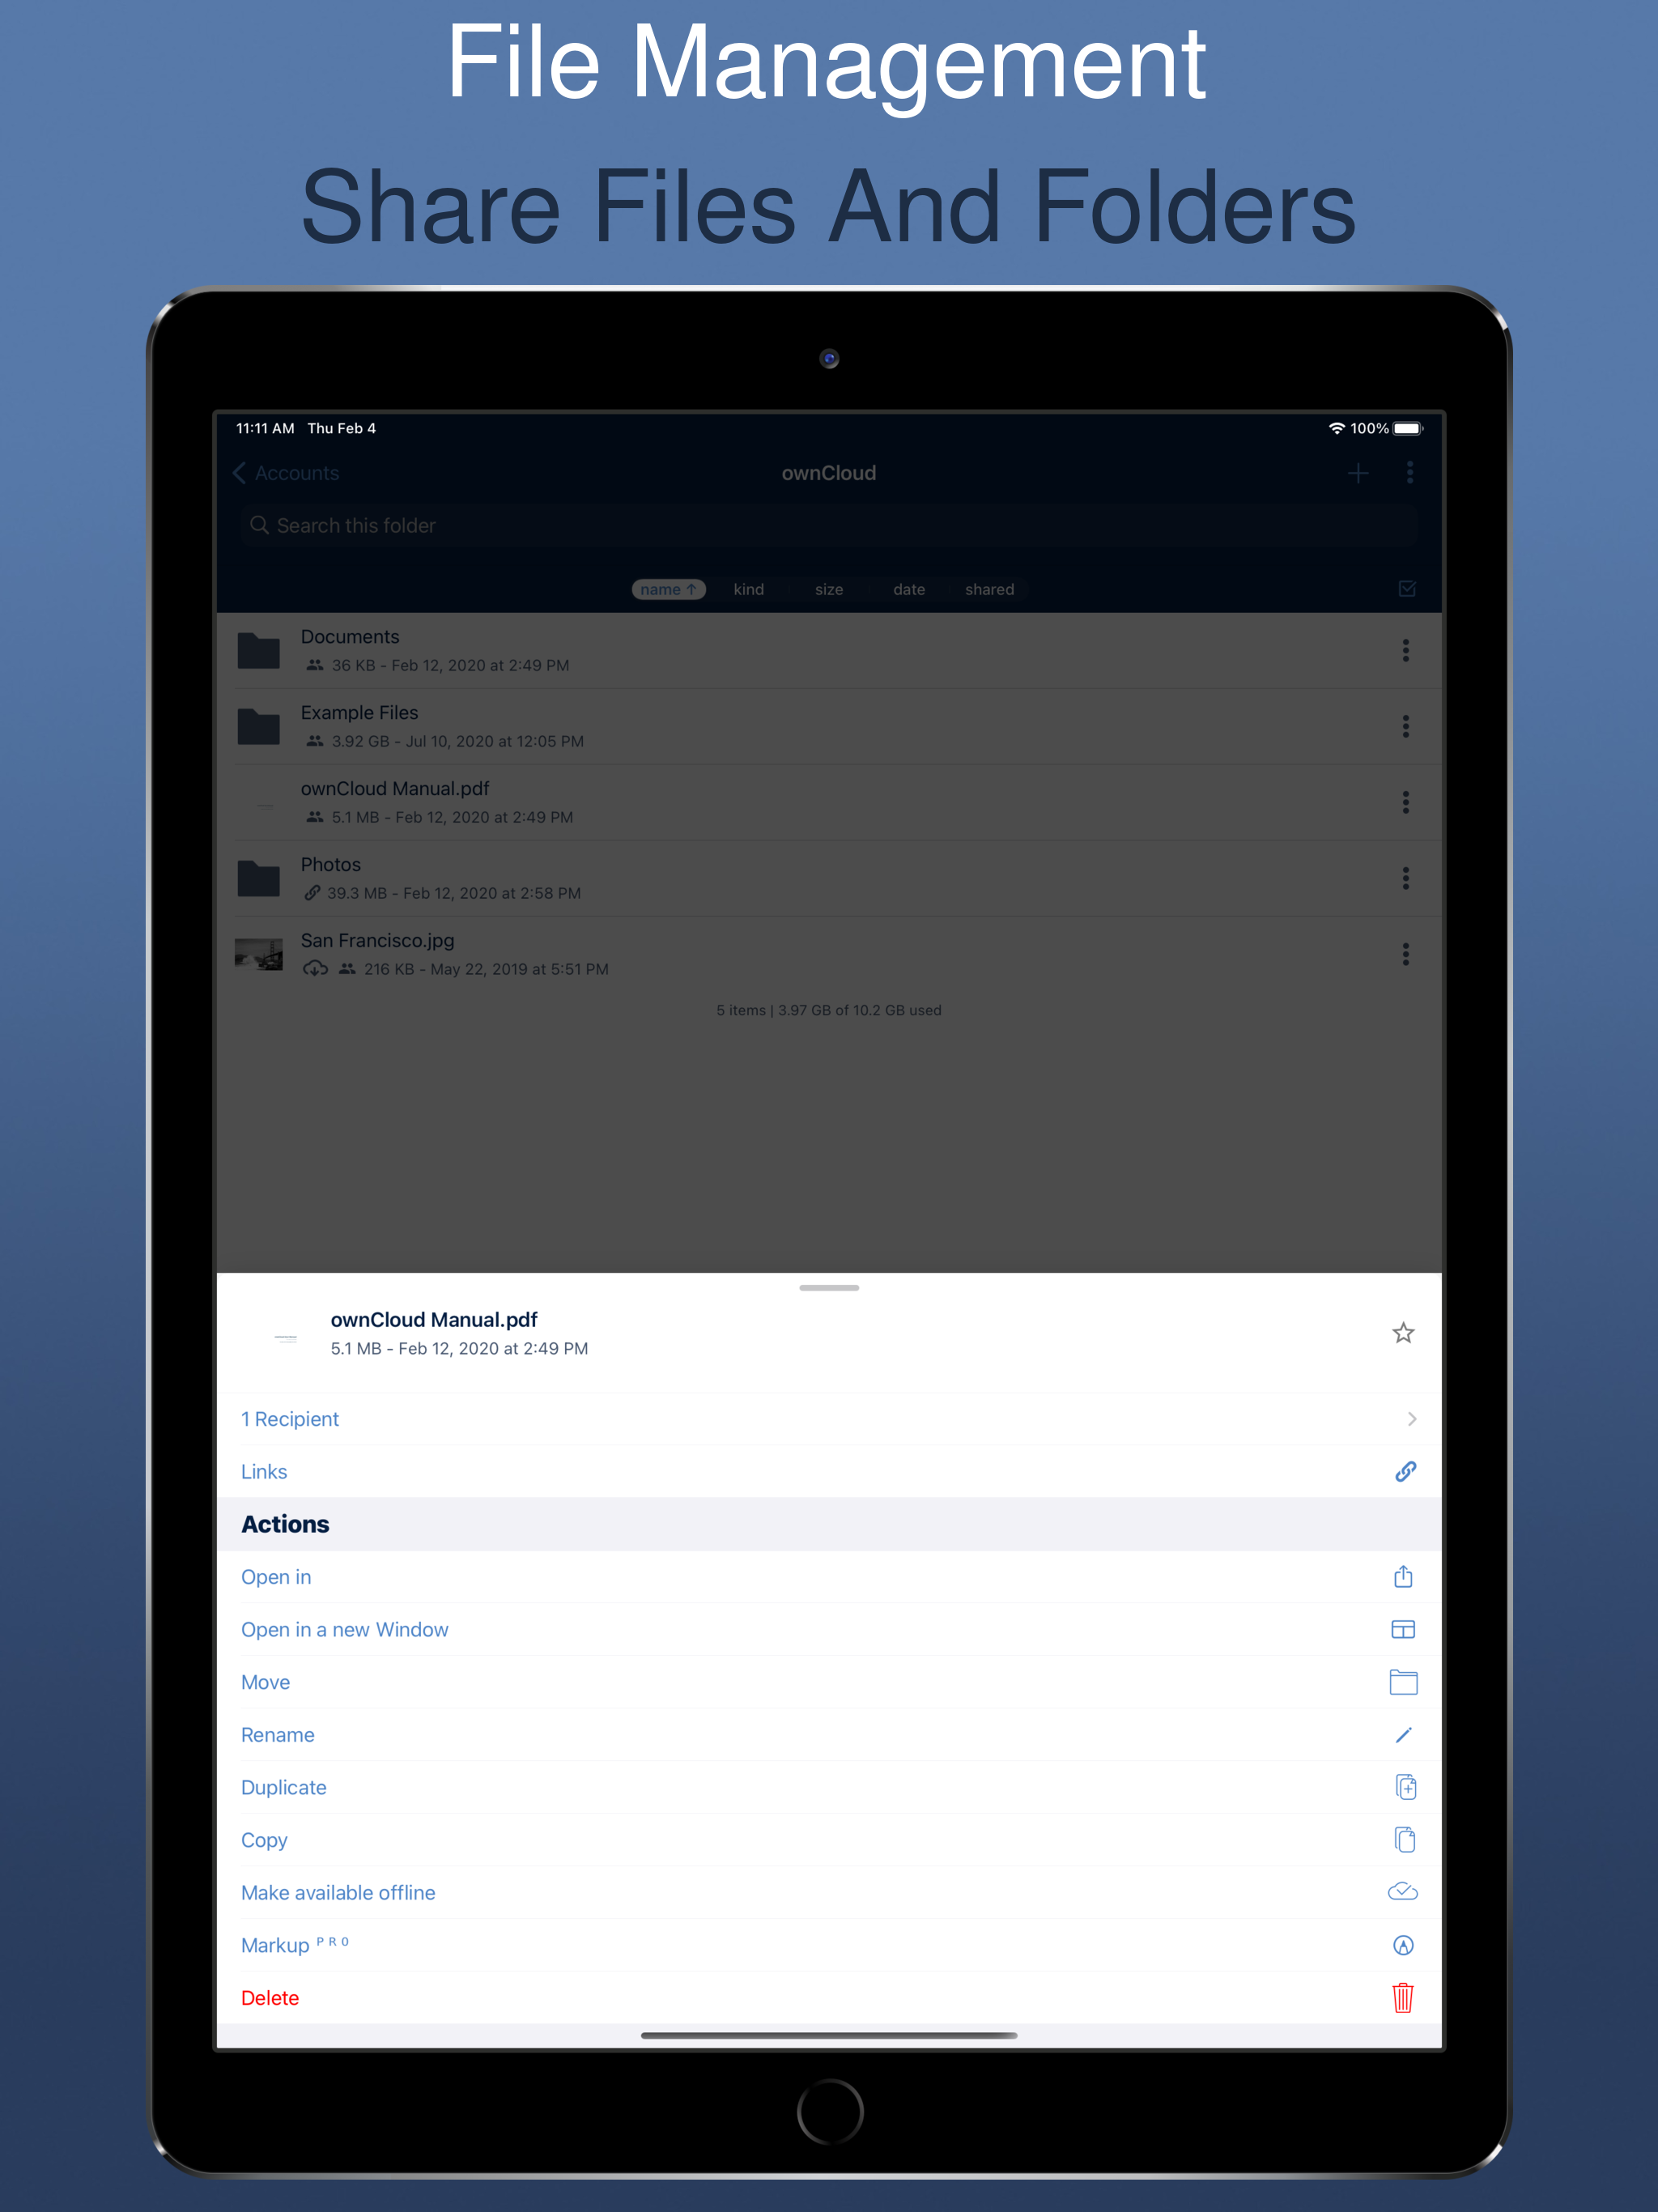 File Management
Share Files And Folders
11:11 AM Thu Feb 4
100%
Accounts
ownCloud
Search this folder
name ↑ kind size date shared
Documents
36 KB - Feb 12, 2020 at 2:49 PM
Example Files
3.92 GB - Jul 10, 2020 at 12:05 PM
ownCloud Manual.pdf
5.1 MB - Feb 12, 2020 at 2:49 PM
Photos
39.3 MB - Feb 12, 2020 at 2:58 PM
San Francisco.jpg
216 KB - May 22, 2019 at 5:51 PM
5 items | 3.97 GB of 10.2 GB used
ownCloud Manual.pdf
5.1 MB - Feb 12, 2020 at 2:49 PM
1 Recipient
Links
Actions
Open in
Open in a new Window
Move
Rename
Duplicate
Copy
Make available offline
Markup PRO
Delete